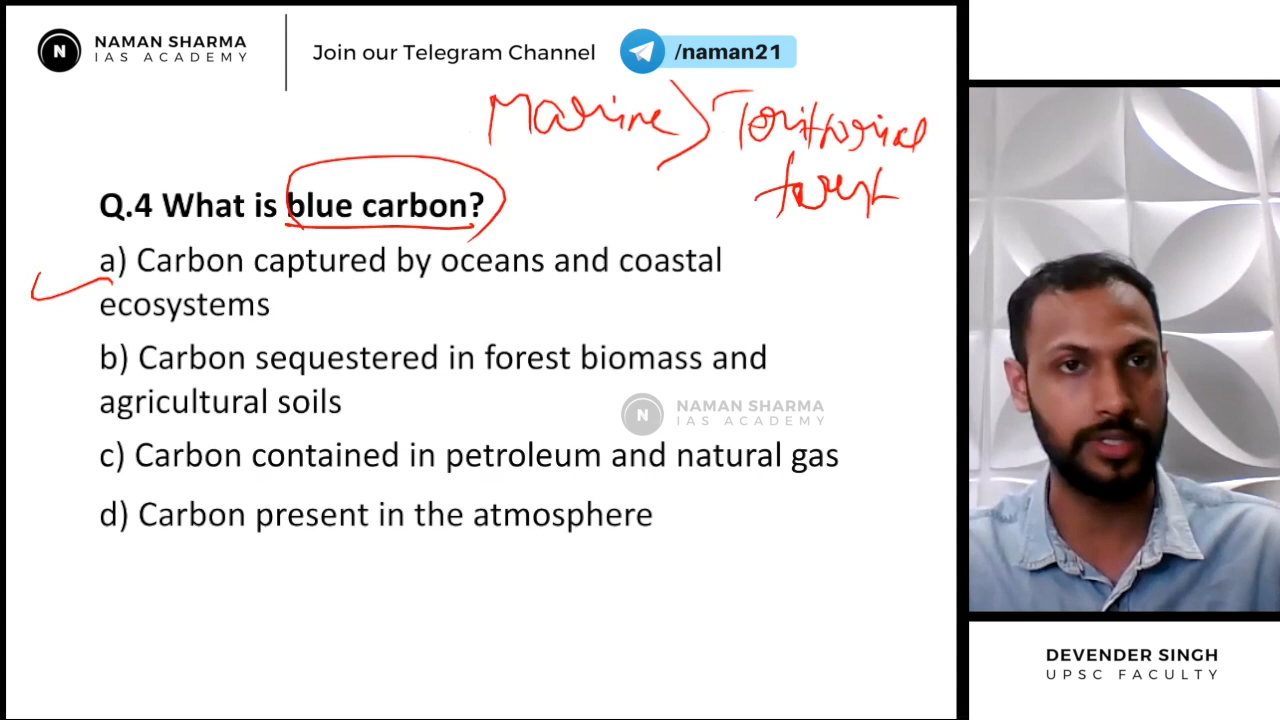 NAMAN SHARMA
IAS ACADEMY
Join our Telegram Channel
/naman21
Marine > Territorial
forest
Q.4 What is blue carbon?
a) Carbon captured by oceans and coastal
ecosystems
b) Carbon sequestered in forest biomass and
agricultural soils
N NAMAN SHARMA
IAS ACADEMY
c) Carbon contained in petroleum and natural gas
d) Carbon present in the atmosphere
DEVENDER SINGH
UPSC FACULTY